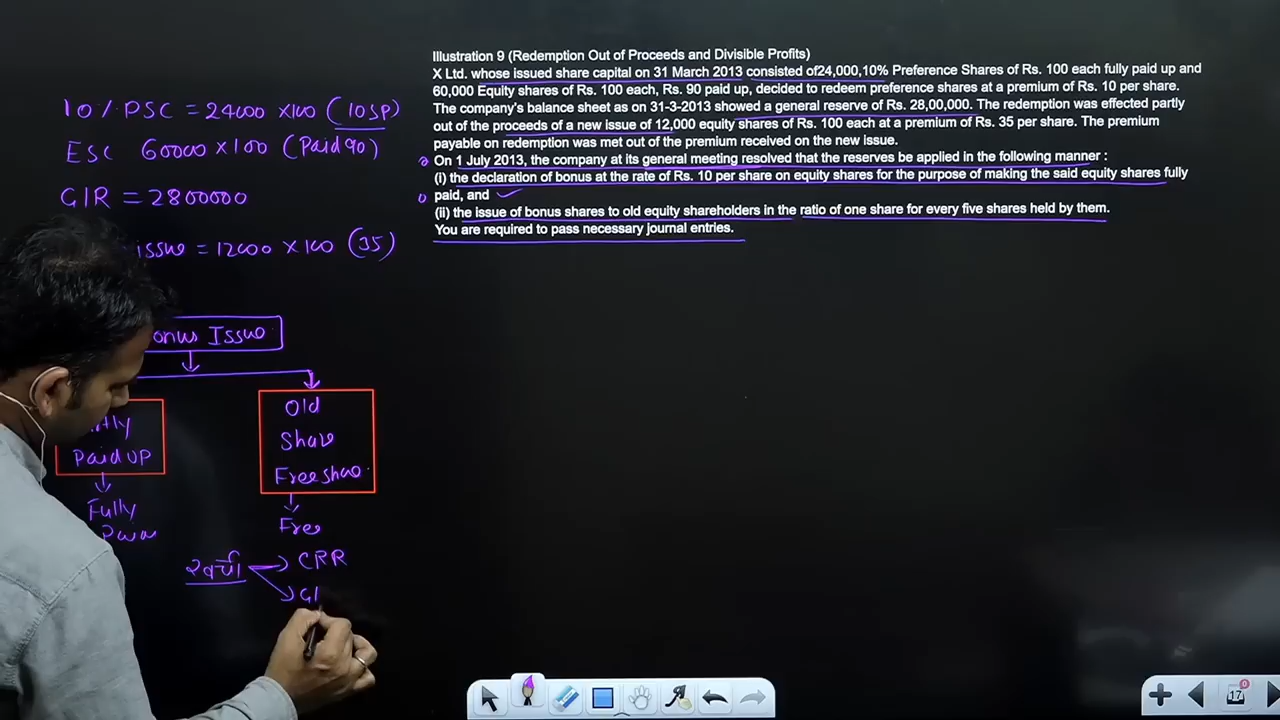 Illustration 9 (Redemption Out of Proceeds and Divisible Profits)
X Ltd. whose issued share capital on 31 March 2013 consisted of24,000,10% Preference Shares of Rs. 100 each fully paid up and
60,000 Equity shares of Rs. 100 each, Rs. 90 paid up, decided to redeem preference shares at a premium of Rs. 10 per share.
The company's balance sheet as on 31-3-2013 showed a general reserve of Rs. 28,00,000. The redemption was effected partly
out of the proceeds of a new issue of 12,000 equity shares of Rs. 100 each at a premium of Rs. 35 per share. The premium
payable on redemption was met out of the premium received on the new issue.
On 1 July 2013, the company at its general meeting resolved that the reserves be applied in the following manner :
(i) the declaration of bonus at the rate of Rs. 10 per share on equity shares for the purpose of making the said equity shares fully
paid, and
(ii) the issue of bonus shares to old equity shareholders in the ratio of one share for every five shares held by them.
You are required to pass necessary journal entries.
10 % PSC = 24000 × 100 (10SP)
ESC 60000 × 100 (Paid 90)
G/R = 2800000
issue = 12000 × 100 (35)
onus Issue
Paid up
Fully
Old
Share
Free share
Free
CRR
17
0